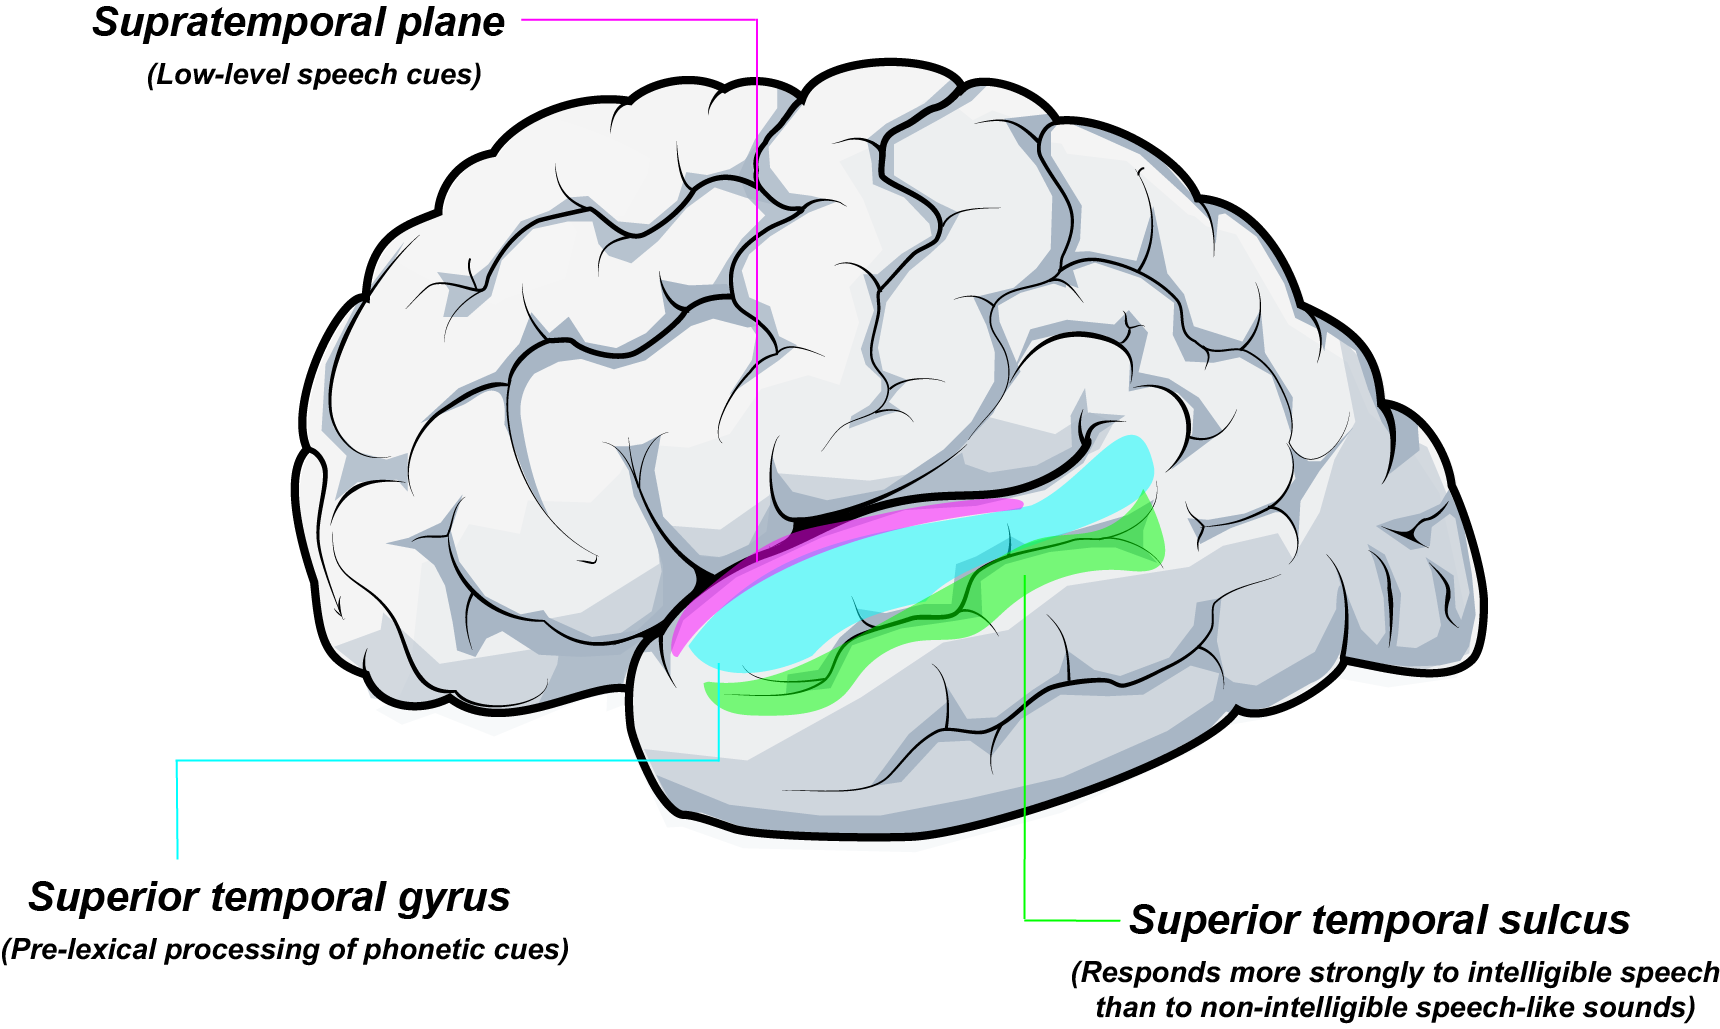 Supratemporal plane
(Low-level speech cues)
Superior temporal gyrus
(Pre-lexical processing of phonetic cues)
Superior temporal sulcus
(Responds more strongly to intelligible speech
than to non-intelligible speech-like sounds)